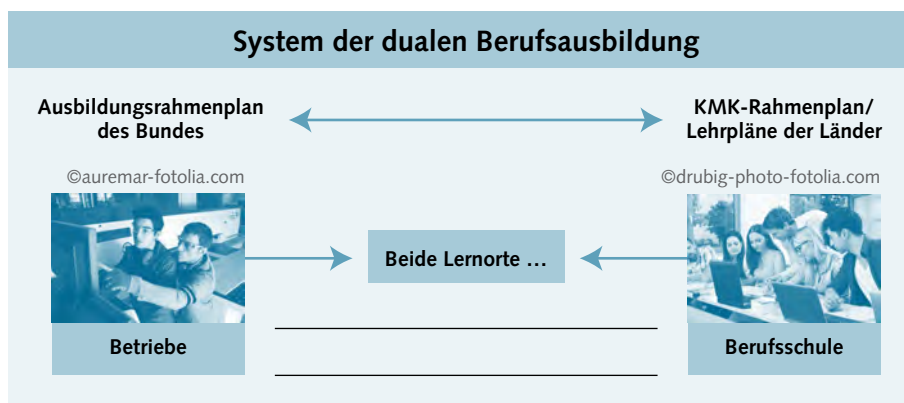 System der dualen Berufsausbildung
Ausbildungsrahmenplan
des Bundes
KMK-Rahmenplan/
Lehrpläne der Länder
©auremar-fotolia.com
©drubig-photo-fotolia.com
Beide Lernorte ...
Betriebe
Berufsschule